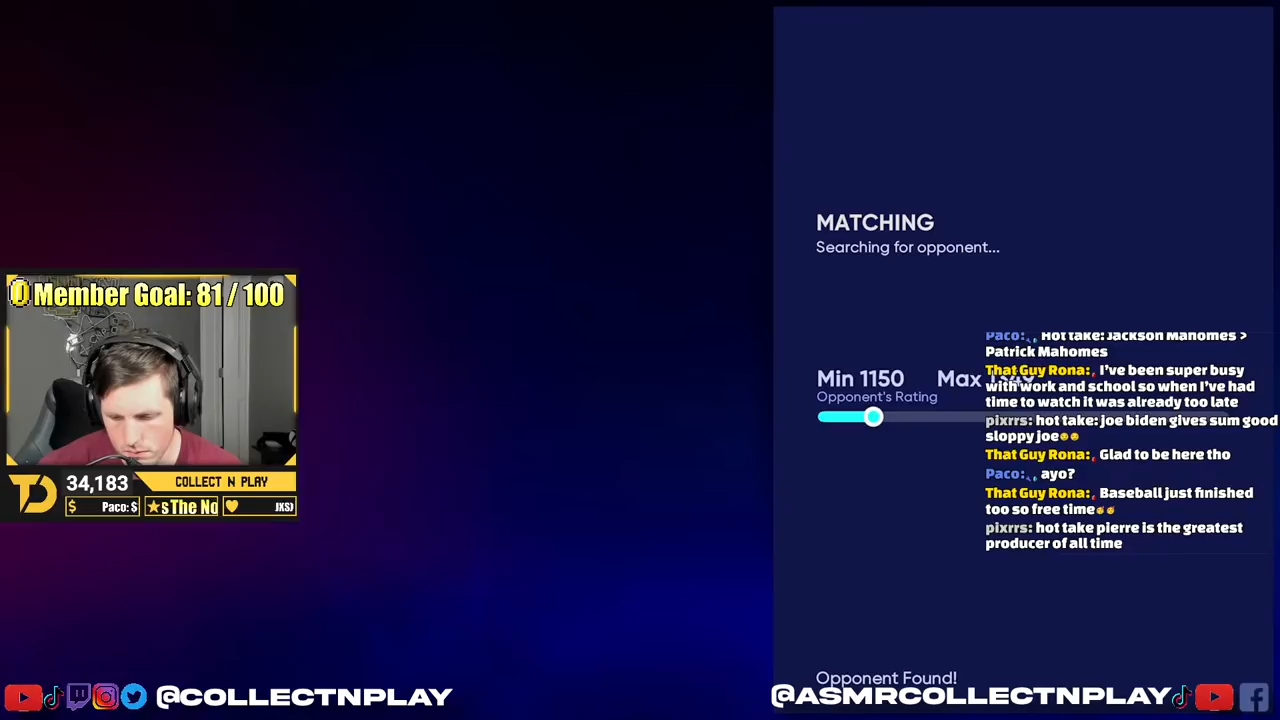 MATCHING
Searching for opponent...
Member Goal: 81 / 100
Paco: Hot take: Jackson Mahomes >
Patrick Mahomes
That Guy Rona: I've been super busy
with work and school so when I've had
time to watch it was already too late
Min 1150 Max
Opponent's Rating
pixrrs: hot take: joe biden gives sum good
sloppy joe😏😏
That Guy Rona: Glad to be here tho
Paco: ayo?
That Guy Rona: Baseball just finished
too so free time
pixrrs: hot take pierre is the greatest
producer of all time
34,183 COLLECT N PLAY
$ Paco: $ ★s The No JKSX
Opponent Found!
@COLLECTNPLAY
@ASMRCOLLECTNPLAY